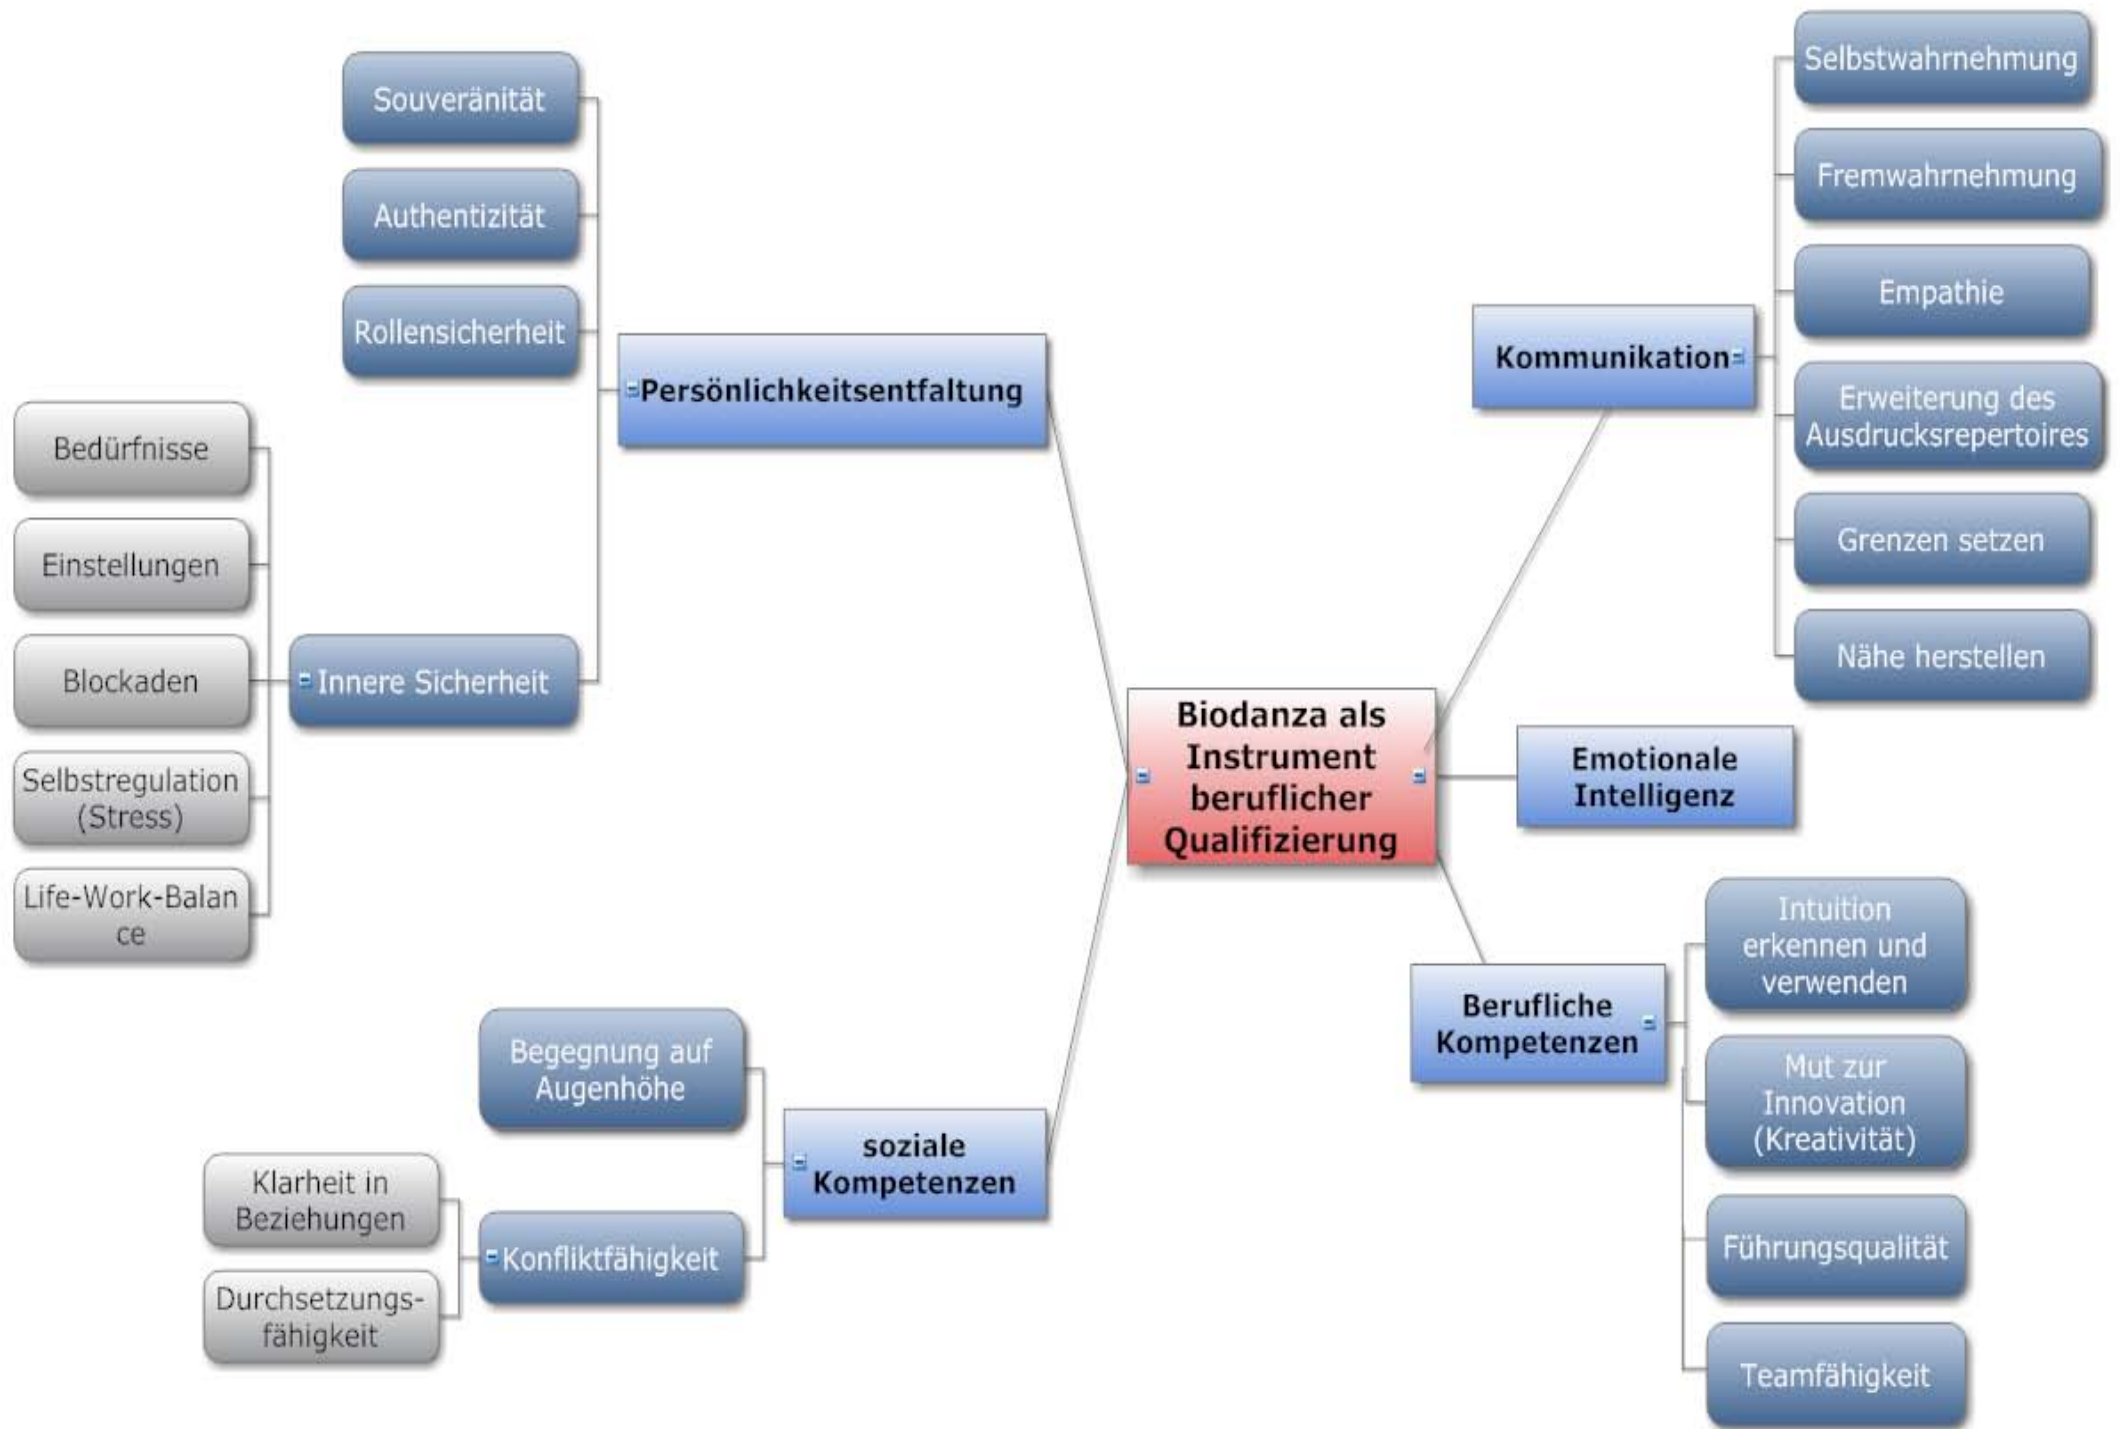 Souveränität
Authentizität
Rollensicherheit
Persönlichkeitsentfaltung
Bedürfnisse
Einstellungen
Blockaden
Selbstregulation
(Stress)
Life-Work-Balan
ce
Innere Sicherheit
Begegnung auf
Augenhöhe
soziale
Kompetenzen
Klarheit in
Beziehungen
Durchsetzungs-
fähigkeit
Konfliktfähigkeit
Biodanza als
Instrument
beruflicher
Qualifizierung
Kommunikation
Selbstwahrnehmung
Fremwahrnehmung
Empathie
Erweiterung des
Ausdrucksrepertoires
Grenzen setzen
Nähe herstellen
Emotionale
Intelligenz
Berufliche
Kompetenzen
Intuition
erkennen und
verwenden
Mut zur
Innovation
(Kreativität)
Führungsqualität
Teamfähigkeit